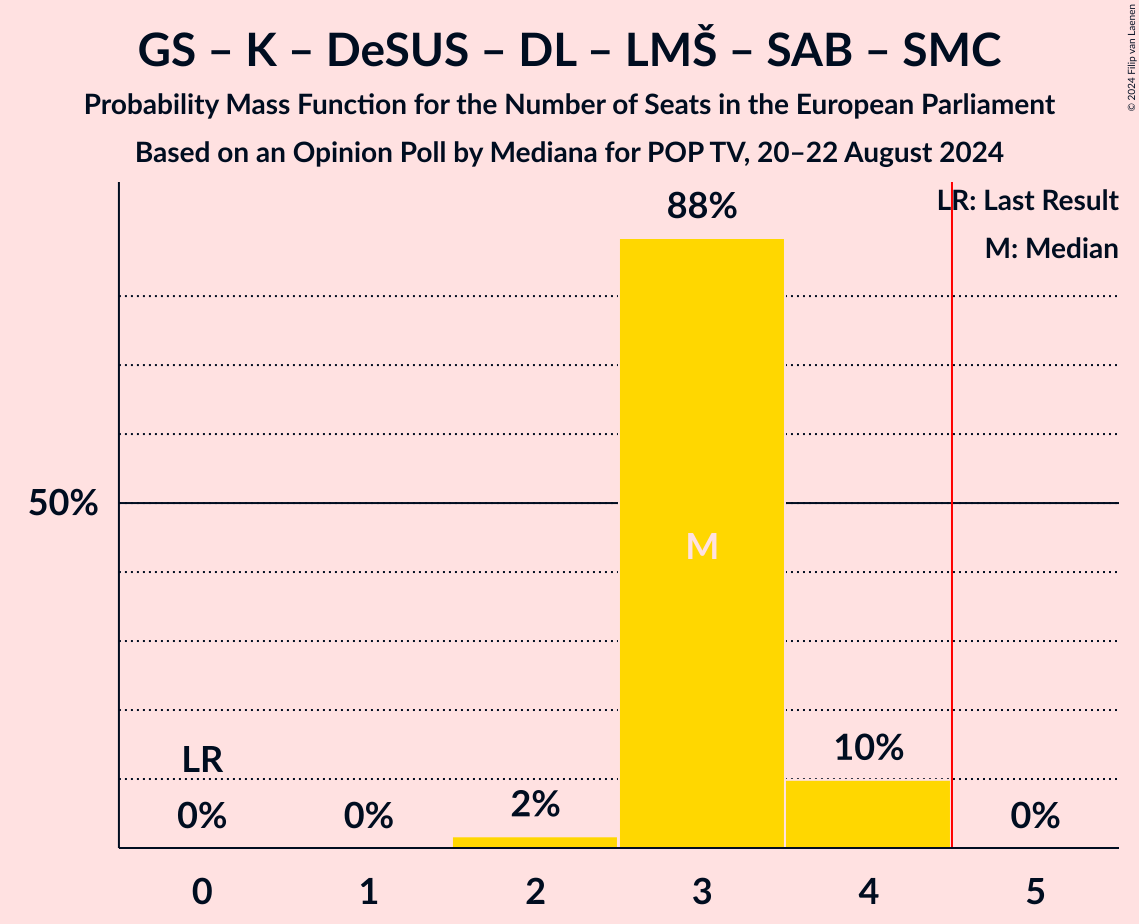 GS – K – DeSUS – DL – LMŠ – SAB – SMC
Probability Mass Function for the Number of Seats in the European Parliament
Based on an Opinion Poll by Mediana for POP TV, 20–22 August 2024
© 2024 Filip van Laenen
LR: Last Result
M: Median
88%
50%
M
LR
10%
2%
0%
0%
0%
0
1
2
3
4
5